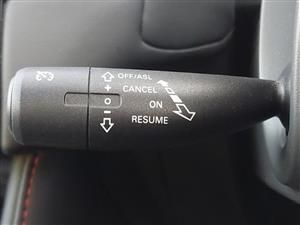 OFF/ASL
+ CANCEL
O ON
− RESUME